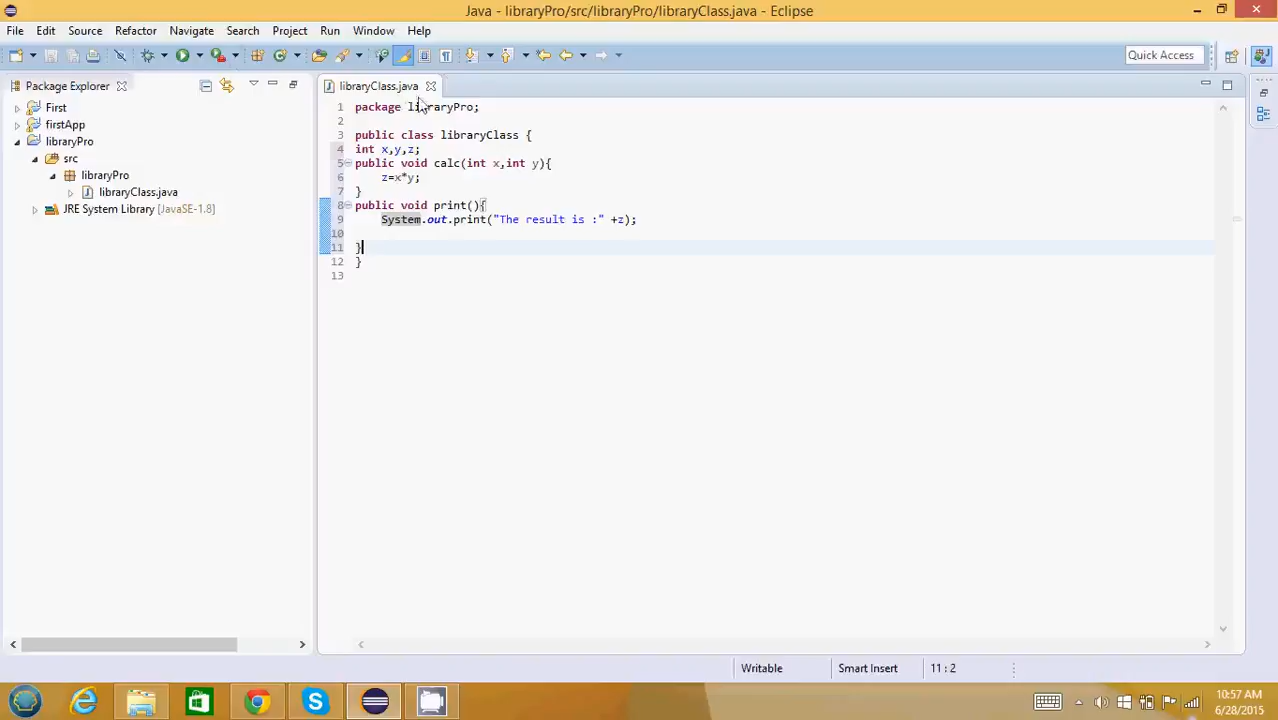 Java - libraryPro/src/libraryPro/libraryClass.java - Eclipse
File Edit Source Refactor Navigate Search Project Run Window Help
Quick Access
Package Explorer
First
firstApp
libraryPro
src
libraryPro
libraryClass.java
JRE System Library [JavaSE-1.8]
libraryClass.java
1 package libraryPro;
2
3 public class libraryClass {
4 int x,y,z;
5 public void calc(int x,int y){
6 z=x*y;
7 }
8 public void print(){
9 System.out.print("The result is :" +z);
10
11 }
12 }
13
Writable Smart Insert 11 : 2
10:57 AM
6/28/2015